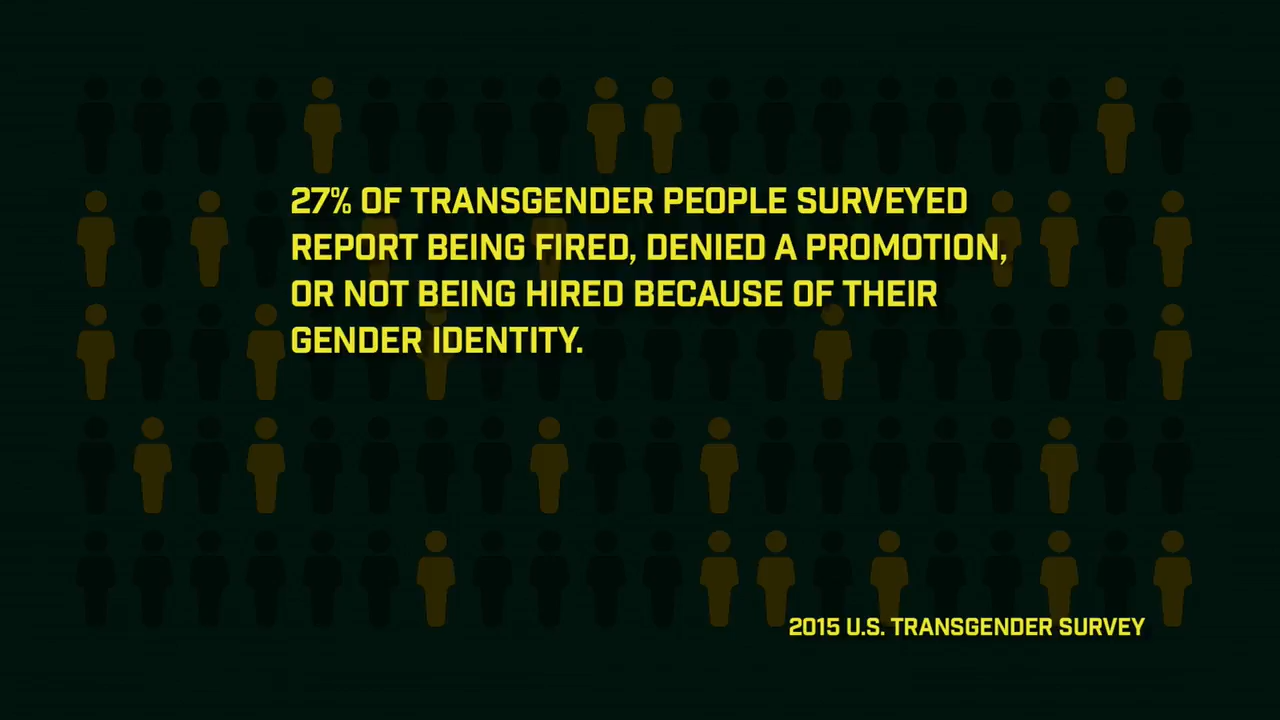 27% OF TRANSGENDER PEOPLE SURVEYED
REPORT BEING FIRED, DENIED A PROMOTION,
OR NOT BEING HIRED BECAUSE OF THEIR
GENDER IDENTITY.
2015 U.S. TRANSGENDER SURVEY